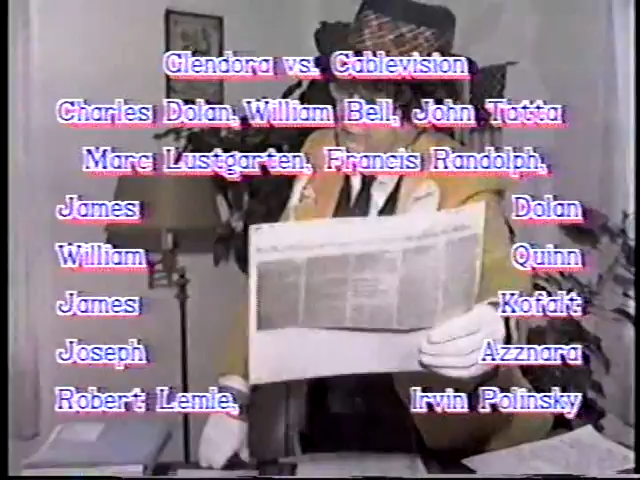 Glendora vs. Cablevision
Charles Dolan, William Bell, John Tatta
Marc Lustgarten, Francis Randolph,
James Dolan
William Quinn
James Kofalt
Joseph Azznara
Robert Lemle, Irvin Polinsky